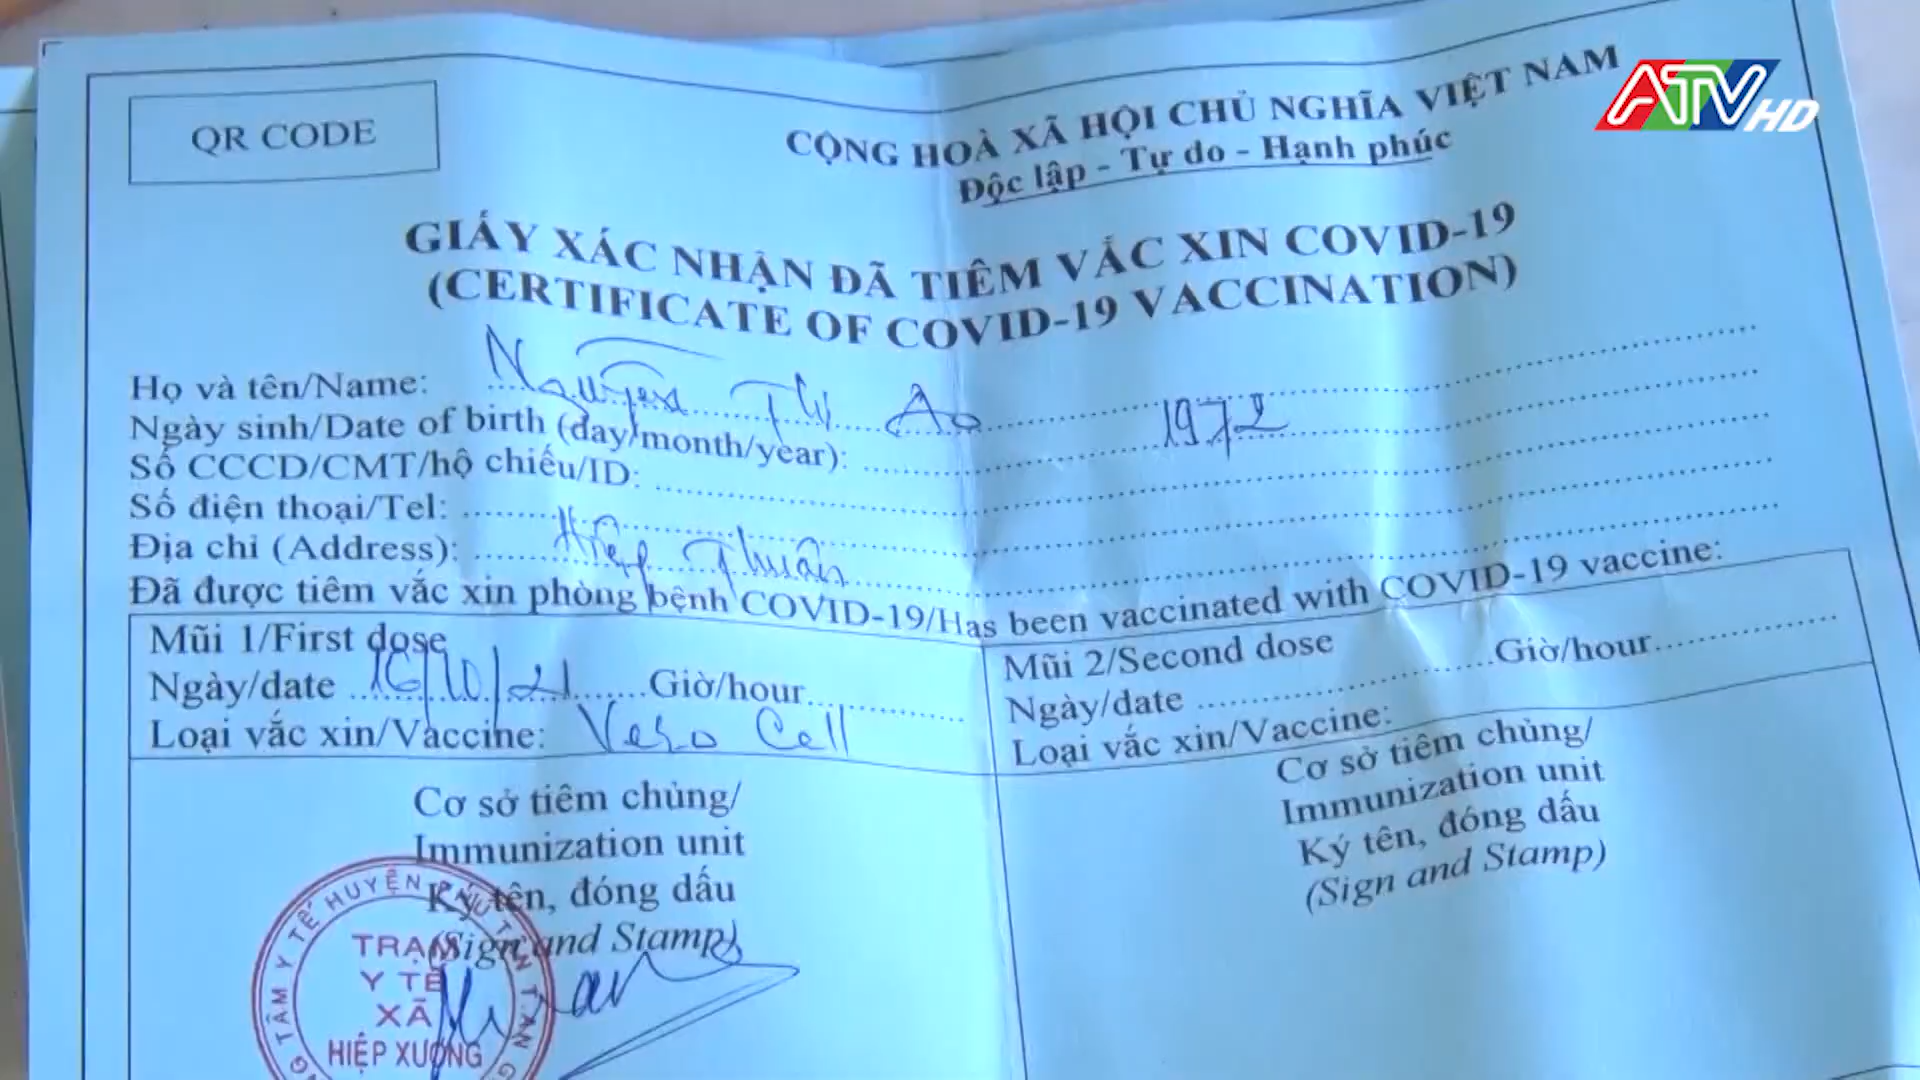 ATV HD
QR CODE
CỘNG HOÀ XÃ HỘI CHỦ NGHĨA VIỆT NAM
Độc lập - Tự do - Hạnh phúc
GIẤY XÁC NHẬN ĐÃ TIÊM VẮC XIN COVID-19
(CERTIFICATE OF COVID-19 VACCINATION)
Họ và tên/Name: Nguyễn Thị Ao
Ngày sinh/Date of birth (day/month/year): 1972
Số CCCD/CMT/hộ chiếu/ID:
Số điện thoại/Tel:
Địa chỉ (Address): Hiệp Thuận
Đã được tiêm vắc xin phòng bệnh COVID-19/Has been vaccinated with COVID-19 vaccine:
Mũi 1/First dose
Ngày/date 16/10/21 Giờ/hour
Loại vắc xin/Vaccine: Vero Cell
Cơ sở tiêm chủng/
Immunization unit
Ký tên, đóng dấu
(Sign and Stamp)
Mũi 2/Second dose
Ngày/date Giờ/hour
Loại vắc xin/Vaccine:
Cơ sở tiêm chủng/
Immunization unit
Ký tên, đóng dấu
(Sign and Stamp)
TÂM Y TẾ HUYỆN PHÚ TÂN T.AN G
TRẠM
Y TẾ
XÃ
HIỆP XƯƠNG